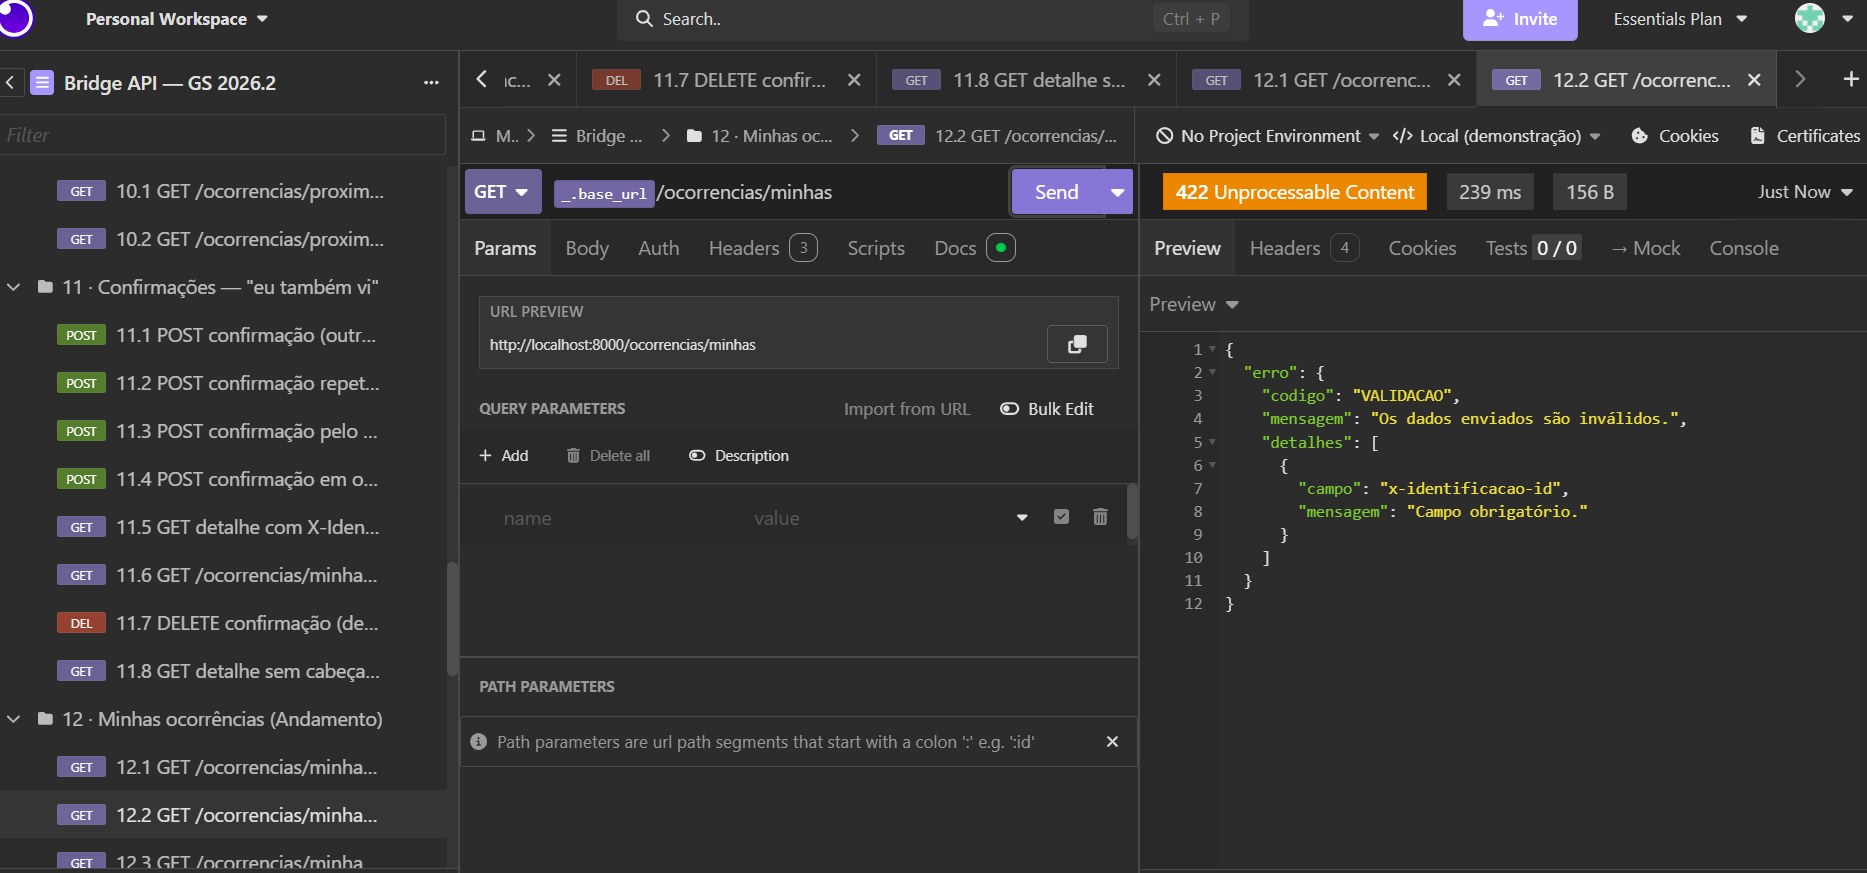 Personal Workspace
Search..
Ctrl + P
Invite
Essentials Plan
Bridge API — GS 2026.2
Filter
GET 10.1 GET /ocorrencias/proxim...
GET 10.2 GET /ocorrencias/proxim...
11 · Confirmações — "eu também vi"
POST 11.1 POST confirmação (outr...
POST 11.2 POST confirmação repet...
POST 11.3 POST confirmação pelo ...
POST 11.4 POST confirmação em o...
GET 11.5 GET detalhe com X-Iden...
GET 11.6 GET /ocorrencias/minha...
DEL 11.7 DELETE confirmação (de...
GET 11.8 GET detalhe sem cabeça...
12 · Minhas ocorrências (Andamento)
GET 12.1 GET /ocorrencias/minha...
GET 12.2 GET /ocorrencias/minha...
GET 12.3 GET /ocorrencias/minha
DEL 11.7 DELETE confir...
GET 11.8 GET detalhe s...
GET 12.1 GET /ocorrenc...
GET 12.2 GET /ocorrenc...
M.. Bridge ... 12 · Minhas oc... GET 12.2 GET /ocorrencias/...
No Project Environment
</> Local (demonstração)
Cookies
Certificates
GET _.base_url /ocorrencias/minhas
Send
Params Body Auth Headers 3 Scripts Docs
URL PREVIEW
http://localhost:8000/ocorrencias/minhas
QUERY PARAMETERS
Import from URL
Bulk Edit
+ Add
Delete all
Description
name value
PATH PARAMETERS
Path parameters are url path segments that start with a colon ':' e.g. ':id'
422 Unprocessable Content
239 ms
156 B
Just Now
Preview Headers 4 Cookies Tests 0 / 0 → Mock Console
Preview
1 {
2 "erro": {
3 "codigo": "VALIDACAO",
4 "mensagem": "Os dados enviados são inválidos.",
5 "detalhes": [
6 {
7 "campo": "x-identificacao-id",
8 "mensagem": "Campo obrigatório."
9 }
10 ]
11 }
12 }